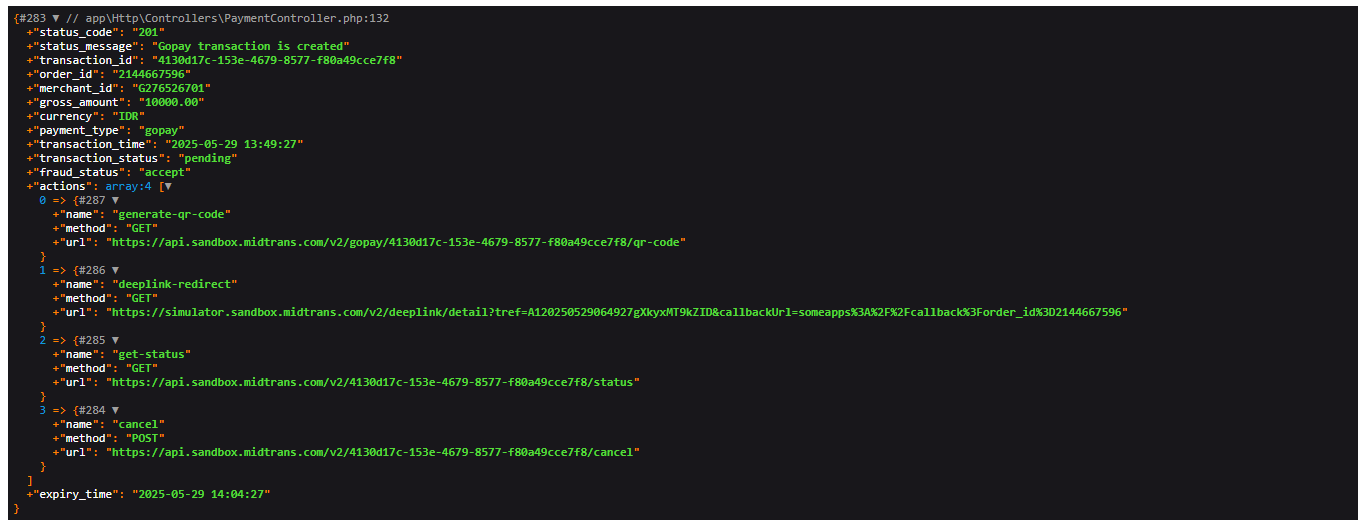 {#283 ▼ // app\Http\Controllers\PaymentController.php:132
+"status_code": "201"
+"status_message": "Gopay transaction is created"
+"transaction_id": "4130d17c-153e-4679-8577-f80a49cce7f8"
+"order_id": "2144667596"
+"merchant_id": "G276526701"
+"gross_amount": "10000.00"
+"currency": "IDR"
+"payment_type": "gopay"
+"transaction_time": "2025-05-29 13:49:27"
+"transaction_status": "pending"
+"fraud_status": "accept"
+"actions": array:4 [▼
0 => {#287 ▼
+"name": "generate-qr-code"
+"method": "GET"
+"url": "https://api.sandbox.midtrans.com/v2/gopay/4130d17c-153e-4679-8577-f80a49cce7f8/qr-code"
}
1 => {#286 ▼
+"name": "deeplink-redirect"
+"method": "GET"
+"url": "https://simulator.sandbox.midtrans.com/v2/deeplink/detail?tref=A120250529064927gXkyxMT9kZID&callbackUrl=someapps%3A%2F%2Fcallback%3Forder_id%3D2144667596"
}
2 => {#285 ▼
+"name": "get-status"
+"method": "GET"
+"url": "https://api.sandbox.midtrans.com/v2/4130d17c-153e-4679-8577-f80a49cce7f8/status"
}
3 => {#284 ▼
+"name": "cancel"
+"method": "POST"
+"url": "https://api.sandbox.midtrans.com/v2/4130d17c-153e-4679-8577-f80a49cce7f8/cancel"
}
]
+"expiry_time": "2025-05-29 14:04:27"
}